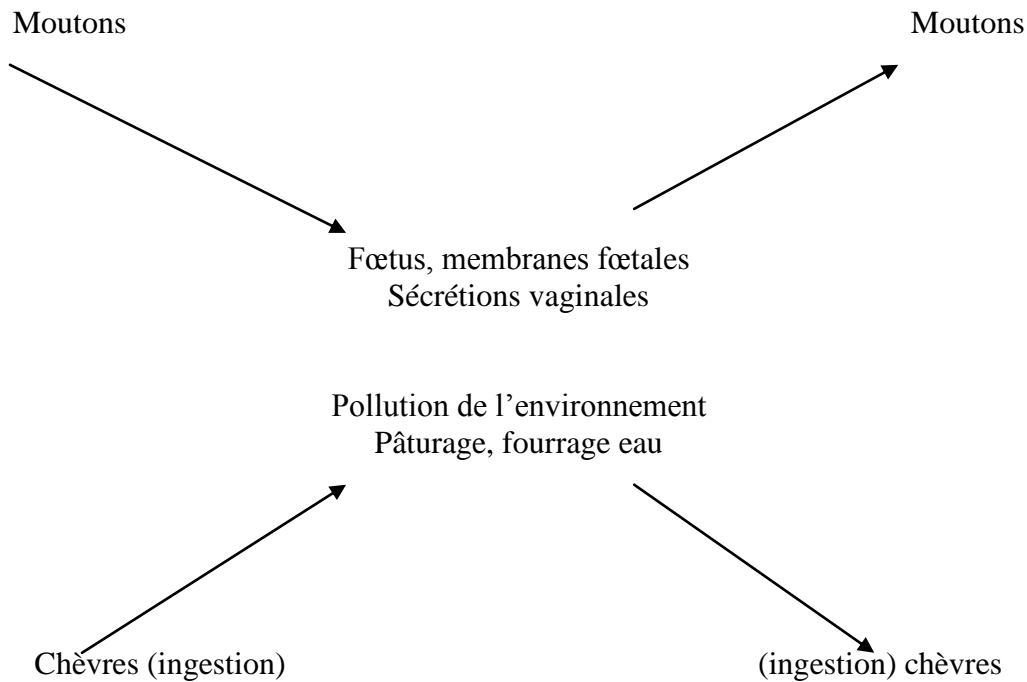 Moutons
Moutons
Fœtus, membranes fœtales
Sécrétions vaginales
Pollution de l’environnement
Pâturage, fourrage eau
Chèvres (ingestion)
(ingestion) chèvres